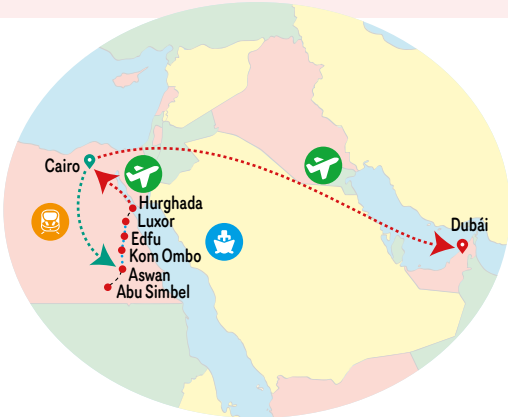 Cairo
Hurghada
Luxor
Edfu
Kom Ombo
Aswan
Abu Simbel
Dubái